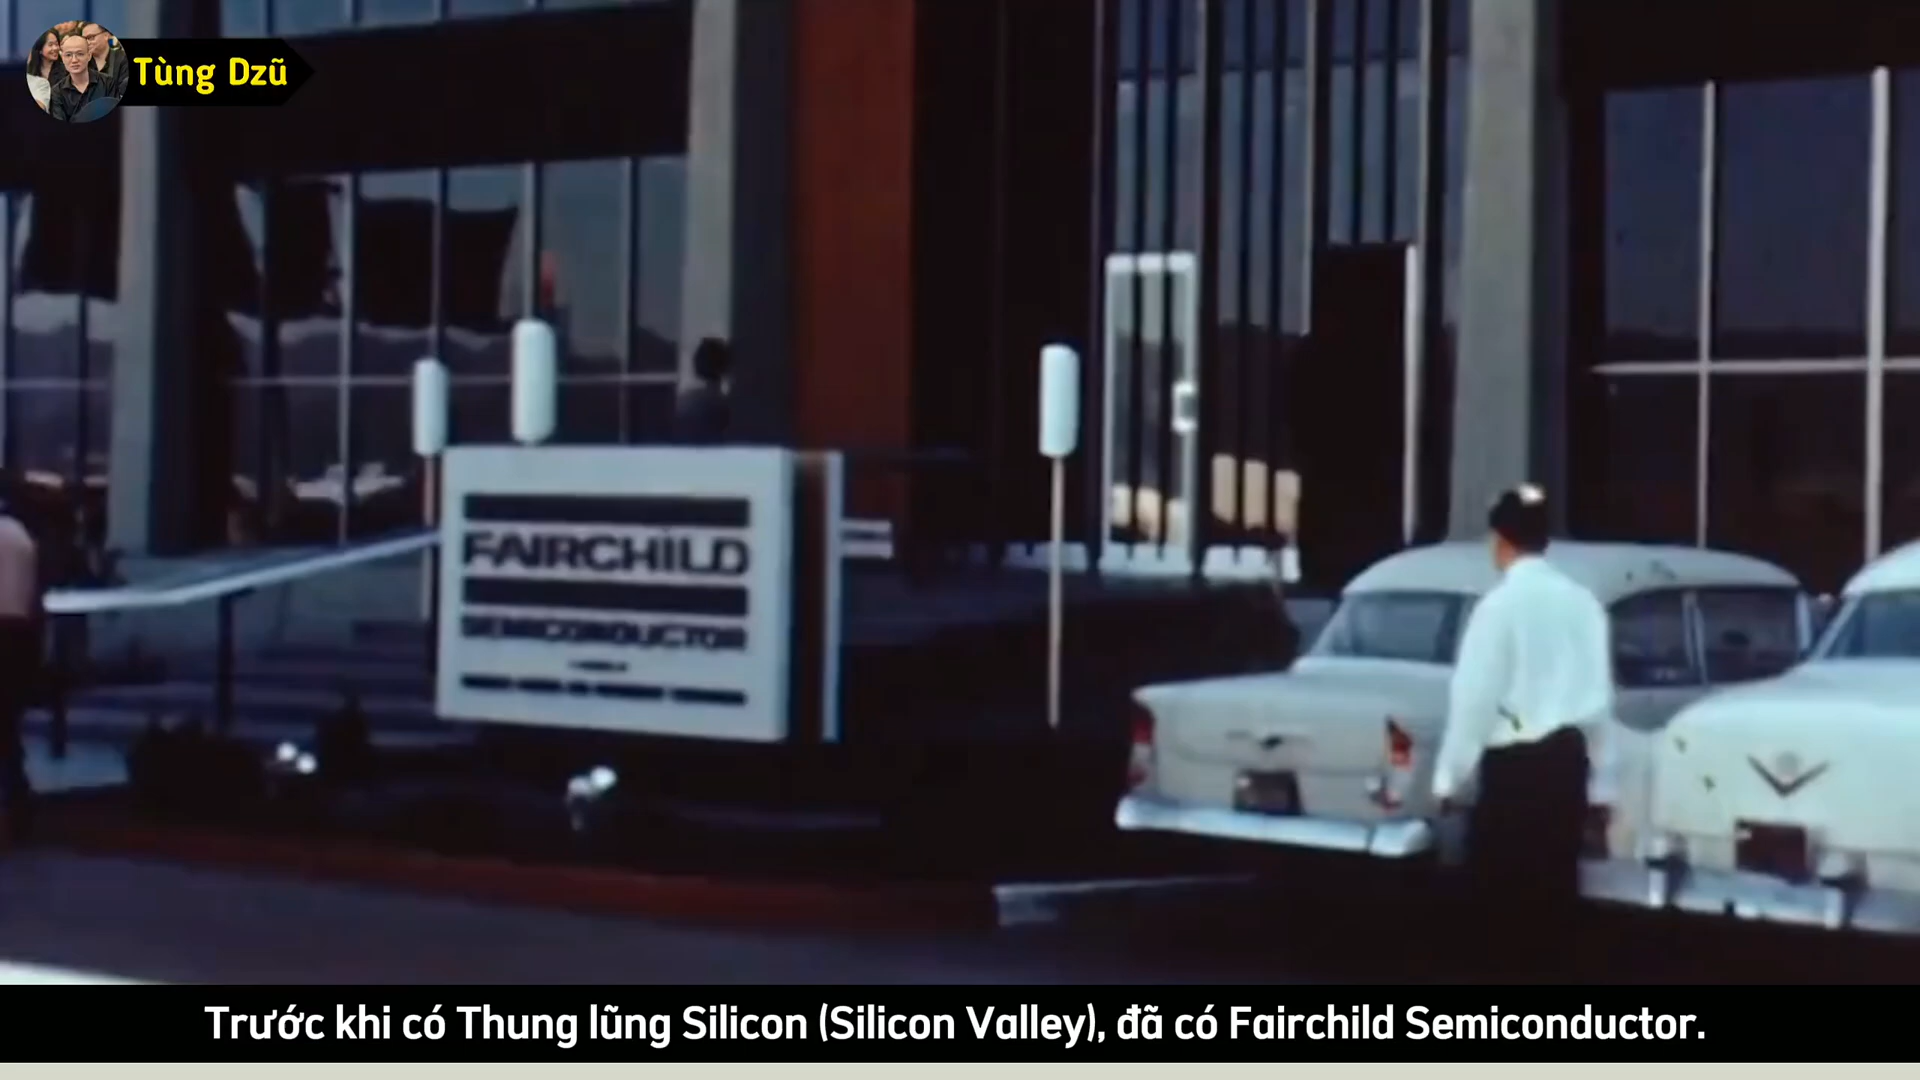 Tùng Dzũ
FAIRCHILD
SEMICONDUCTOR
Trước khi có Thung lũng Silicon (Silicon Valley), đã có Fairchild Semiconductor.